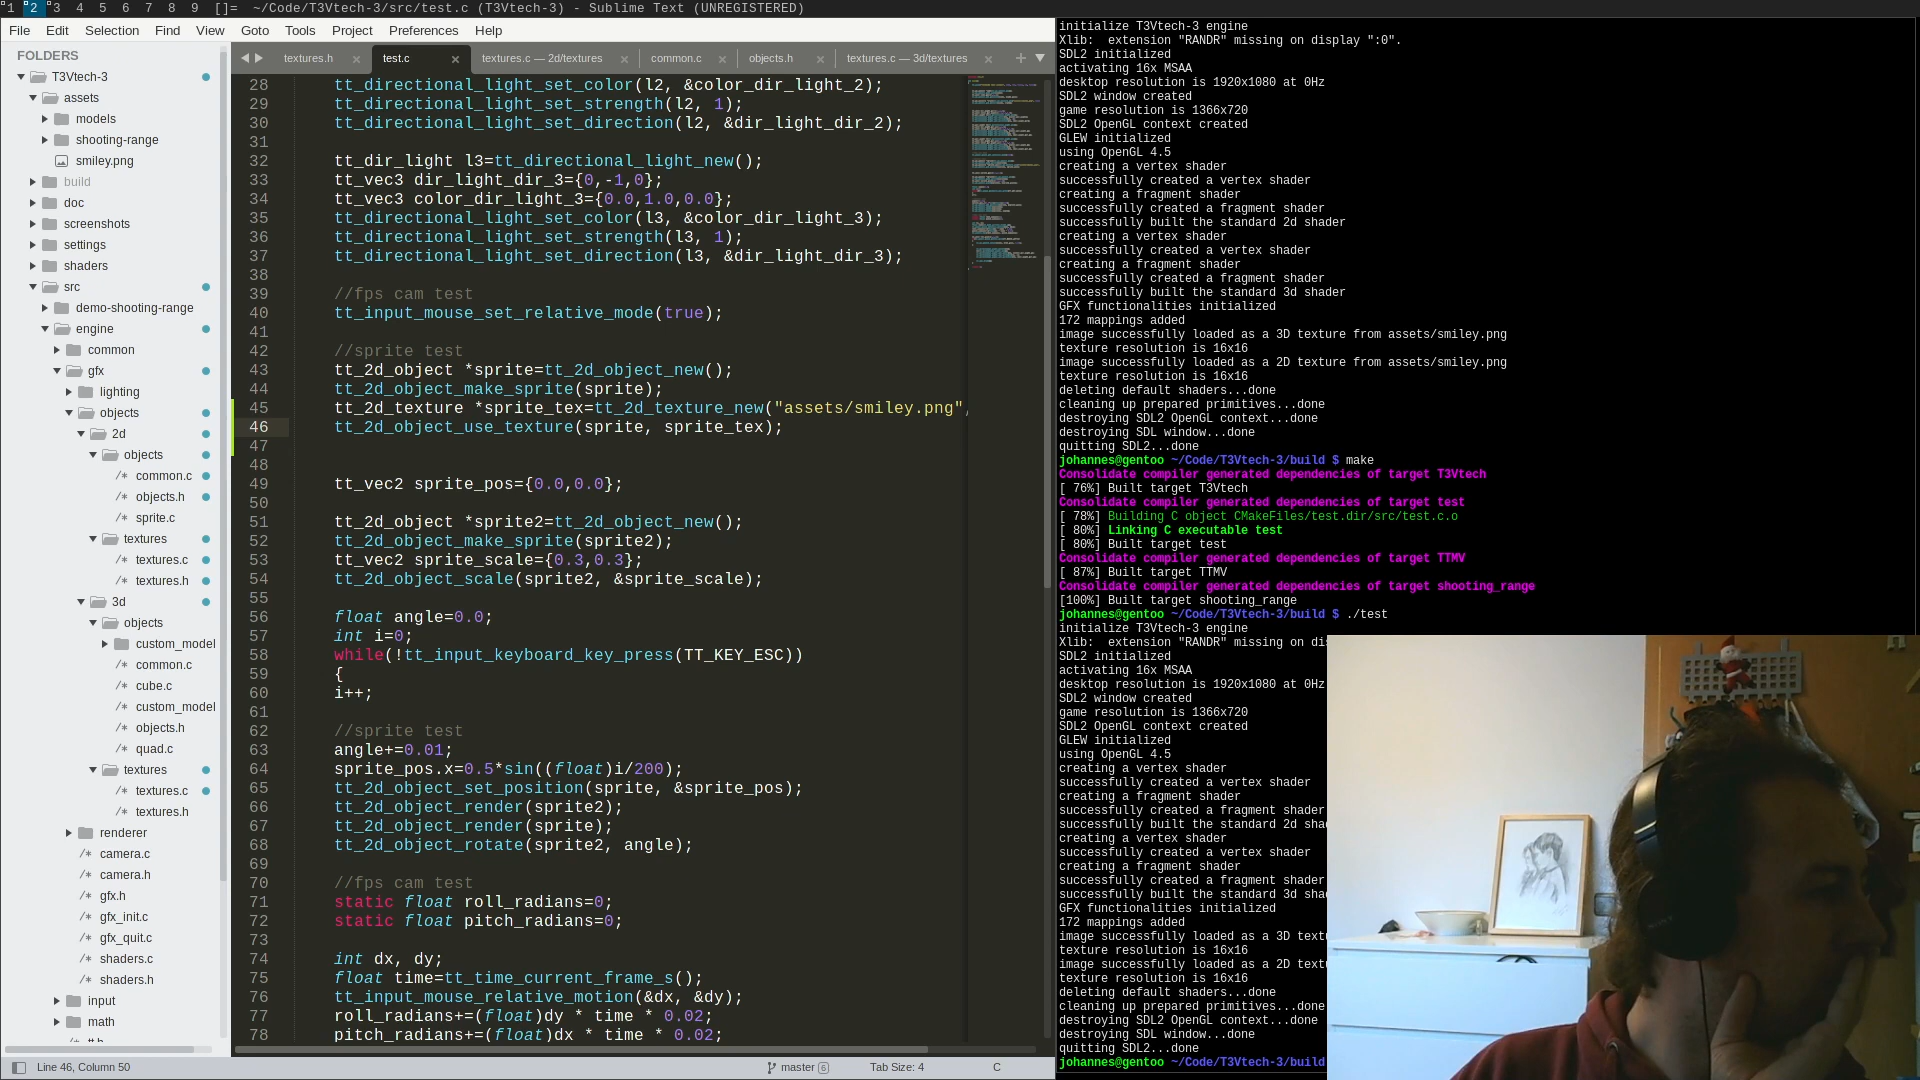 1 2 3 4 5 6 7 8 9 []= ~/Code/T3Vtech-3/src/test.c (T3Vtech-3) - Sublime Text (UNREGISTERED)
File Edit Selection Find View Goto Tools Project Preferences Help
FOLDERS
T3Vtech-3
assets
models
shooting-range
smiley.png
build
doc
screenshots
settings
shaders
src
demo-shooting-range
engine
common
gfx
lighting
objects
2d
objects
/* common.c
/* objects.h
/* sprite.c
textures
/* textures.c
/* textures.h
3d
objects
custom_model
/* common.c
/* cube.c
/* custom_model
/* objects.h
/* quad.c
textures
/* textures.c
/* textures.h
renderer
/* camera.c
/* camera.h
/* gfx.h
/* gfx_init.c
/* gfx_quit.c
/* shaders.c
/* shaders.h
input
math
textures.h × test.c × textures.c — 2d/textures × common.c × objects.h × textures.c — 3d/textures × +
28 tt_directional_light_set_color(l2, &color_dir_light_2);
29 tt_directional_light_set_strength(l2, 1);
30 tt_directional_light_set_direction(l2, &dir_light_dir_2);
31
32 tt_dir_light l3=tt_directional_light_new();
33 tt_vec3 dir_light_dir_3={0,-1,0};
34 tt_vec3 color_dir_light_3={0.0,1.0,0.0};
35 tt_directional_light_set_color(l3, &color_dir_light_3);
36 tt_directional_light_set_strength(l3, 1);
37 tt_directional_light_set_direction(l3, &dir_light_dir_3);
38
39 //fps cam test
40 tt_input_mouse_set_relative_mode(true);
41
42 //sprite test
43 tt_2d_object *sprite=tt_2d_object_new();
44 tt_2d_object_make_sprite(sprite);
45 tt_2d_texture *sprite_tex=tt_2d_texture_new("assets/smiley.png",
46 tt_2d_object_use_texture(sprite, sprite_tex);
47
48
49 tt_vec2 sprite_pos={0.0,0.0};
50
51 tt_2d_object *sprite2=tt_2d_object_new();
52 tt_2d_object_make_sprite(sprite2);
53 tt_vec2 sprite_scale={0.3,0.3};
54 tt_2d_object_scale(sprite2, &sprite_scale);
55
56 float angle=0.0;
57 int i=0;
58 while(!tt_input_keyboard_key_press(TT_KEY_ESC))
59 {
60 i++;
61
62 //sprite test
63 angle+=0.01;
64 sprite_pos.x=0.5*sin((float)i/200);
65 tt_2d_object_set_position(sprite, &sprite_pos);
66 tt_2d_object_render(sprite2);
67 tt_2d_object_render(sprite);
68 tt_2d_object_rotate(sprite2, angle);
69
70 //fps cam test
71 static float roll_radians=0;
72 static float pitch_radians=0;
73
74 int dx, dy;
75 float time=tt_time_current_frame_s();
76 tt_input_mouse_relative_motion(&dx, &dy);
77 roll_radians+=(float)dy * time * 0.02;
78 pitch_radians+=(float)dx * time * 0.02;
Line 46, Column 50 master 6 Tab Size: 4 C
initialize T3Vtech-3 engine
Xlib:  extension "RANDR" missing on display ":0".
SDL2 initialized
activating 16x MSAA
desktop resolution is 1920x1080 at 0Hz
SDL2 window created
game resolution is 1366x720
SDL2 OpenGL context created
GLEW initialized
using OpenGL 4.5
creating a vertex shader
successfully created a vertex shader
creating a fragment shader
successfully created a fragment shader
successfully built the standard 2d shader
creating a vertex shader
successfully created a vertex shader
creating a fragment shader
successfully created a fragment shader
successfully built the standard 3d shader
GFX functionalities initialized
172 mappings added
image successfully loaded as a 3D texture from assets/smiley.png
texture resolution is 16x16
image successfully loaded as a 2D texture from assets/smiley.png
texture resolution is 16x16
deleting default shaders...done
cleaning up prepared primitives...done
destroying SDL2 OpenGL context...done
destroying SDL window...done
quitting SDL2...done
johannes@gentoo ~/Code/T3Vtech-3/build $ make
Consolidate compiler generated dependencies of target T3Vtech
[ 76%] Built target T3Vtech
Consolidate compiler generated dependencies of target test
[ 78%] Building C object CMakeFiles/test.dir/src/test.c.o
[ 80%] Linking C executable test
[ 80%] Built target test
Consolidate compiler generated dependencies of target TTMV
[ 87%] Built target TTMV
Consolidate compiler generated dependencies of target shooting_range
[100%] Built target shooting_range
johannes@gentoo ~/Code/T3Vtech-3/build $ ./test
initialize T3Vtech-3 engine
Xlib:  extension "RANDR" missing on dis
SDL2 initialized
activating 16x MSAA
desktop resolution is 1920x1080 at 0Hz
SDL2 window created
game resolution is 1366x720
SDL2 OpenGL context created
GLEW initialized
using OpenGL 4.5
creating a vertex shader
successfully created a vertex shader
creating a fragment shader
successfully created a fragment shader
successfully built the standard 2d sha
creating a vertex shader
successfully created a vertex shader
creating a fragment shader
successfully created a fragment shader
successfully built the standard 3d sha
GFX functionalities initialized
172 mappings added
image successfully loaded as a 3D text
texture resolution is 16x16
image successfully loaded as a 2D text
texture resolution is 16x16
deleting default shaders...done
cleaning up prepared primitives...done
destroying SDL2 OpenGL context...done
destroying SDL window...done
quitting SDL2...done
johannes@gentoo ~/Code/T3Vtech-3/build